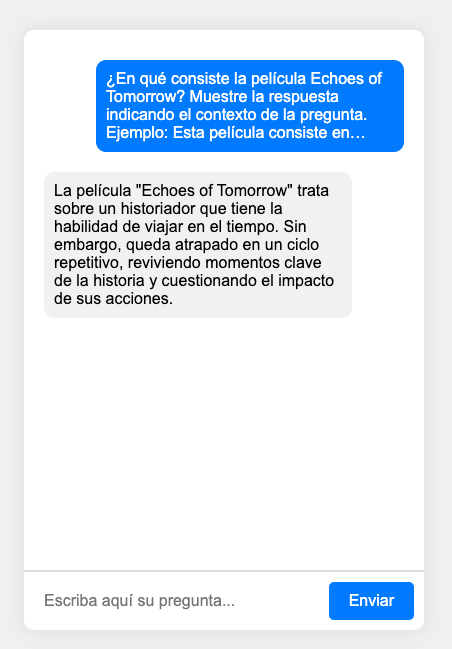 ¿En qué consiste la película Echoes of
Tomorrow? Muestre la respuesta
indicando el contexto de la pregunta.
Ejemplo: Esta película consiste en…
La película "Echoes of Tomorrow" trata
sobre un historiador que tiene la
habilidad de viajar en el tiempo. Sin
embargo, queda atrapado en un ciclo
repetitivo, reviviendo momentos clave
de la historia y cuestionando el impacto
de sus acciones.
Escriba aquí su pregunta...
Enviar